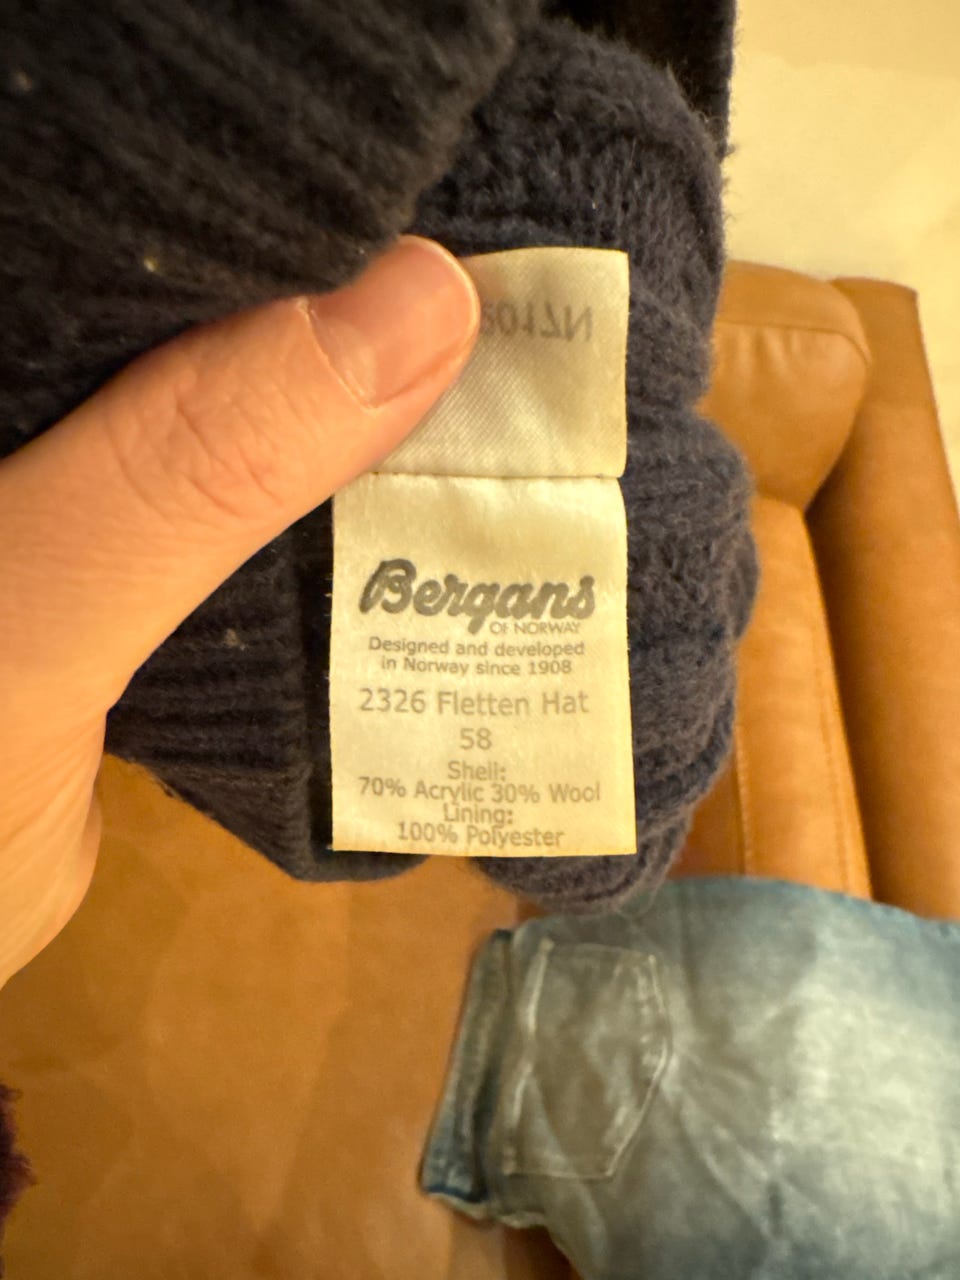 Bergans
OF NORWAY
Designed and developed
in Norway since 1908
2326 Fletten Hat
58
Shell:
70% Acrylic 30% Wool
Lining:
100% Polyester